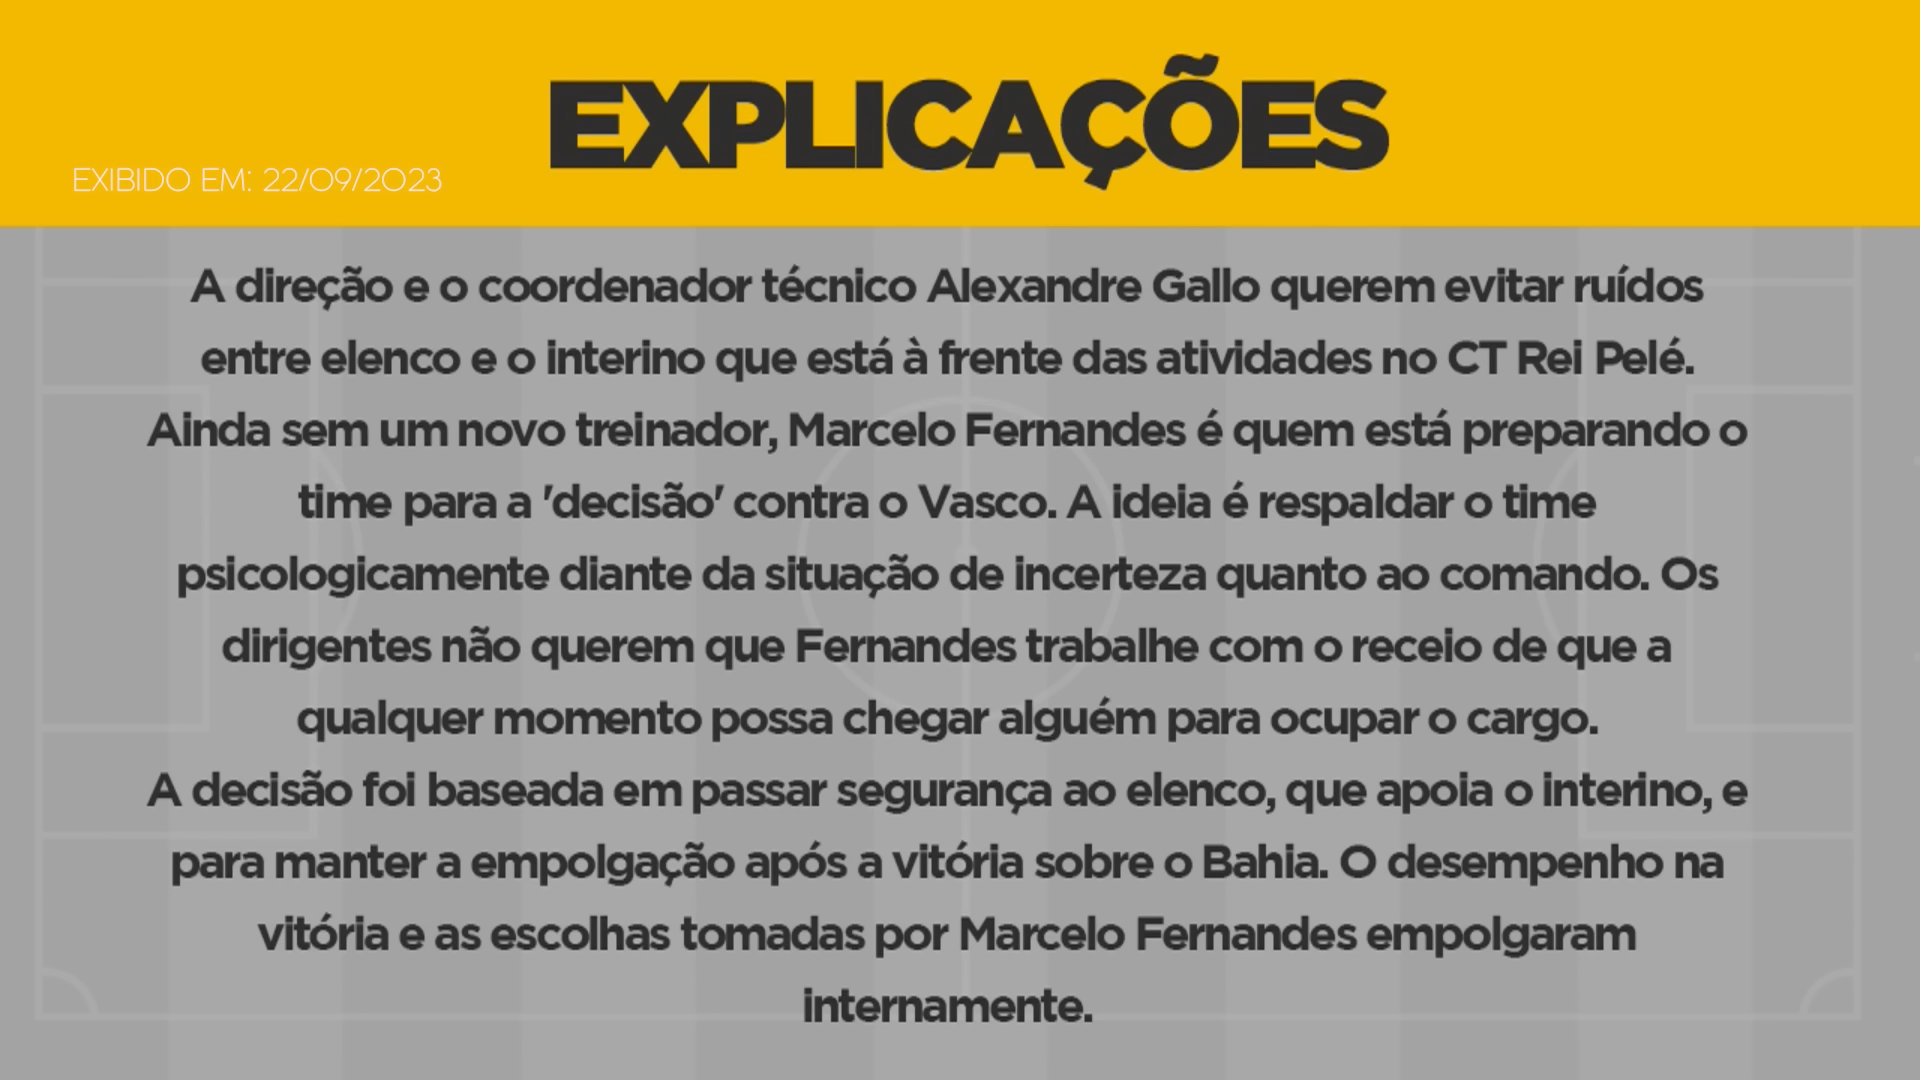 EXPLICAÇÕES
EXIBIDO EM: 22/09/2023
A direção e o coordenador técnico Alexandre Gallo querem evitar ruídos
entre elenco e o interino que está à frente das atividades no CT Rei Pelé.
Ainda sem um novo treinador, Marcelo Fernandes é quem está preparando o
time para a 'decisão' contra o Vasco. A ideia é respaldar o time
psicologicamente diante da situação de incerteza quanto ao comando. Os
dirigentes não querem que Fernandes trabalhe com o receio de que a
qualquer momento possa chegar alguém para ocupar o cargo.
A decisão foi baseada em passar segurança ao elenco, que apoia o interino, e
para manter a empolgação após a vitória sobre o Bahia. O desempenho na
vitória e as escolhas tomadas por Marcelo Fernandes empolgaram
internamente.